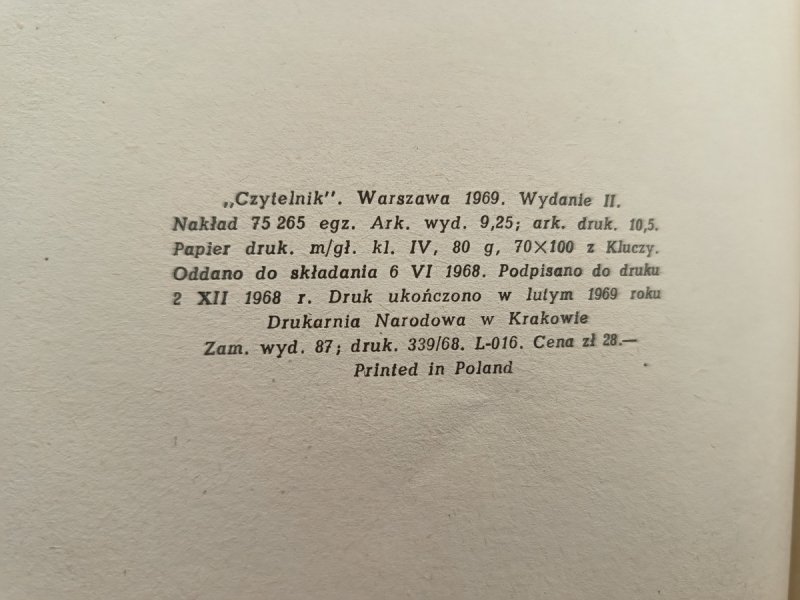 „Czytelnik”. Warszawa 1969. Wydanie II.
Nakład 75 265 egz. Ark. wyd. 9,25; ark. druk. 10,5.
Papier druk. m/gł. kl. IV, 80 g, 70×100 z Kluczy.
Oddano do składania 6 VI 1968. Podpisano do druku
2 XII 1968 r. Druk ukończono w lutym 1969 roku
Drukarnia Narodowa w Krakowie
Zam. wyd. 87; druk. 339/68. L-016. Cena zł 28.—
Printed in Poland